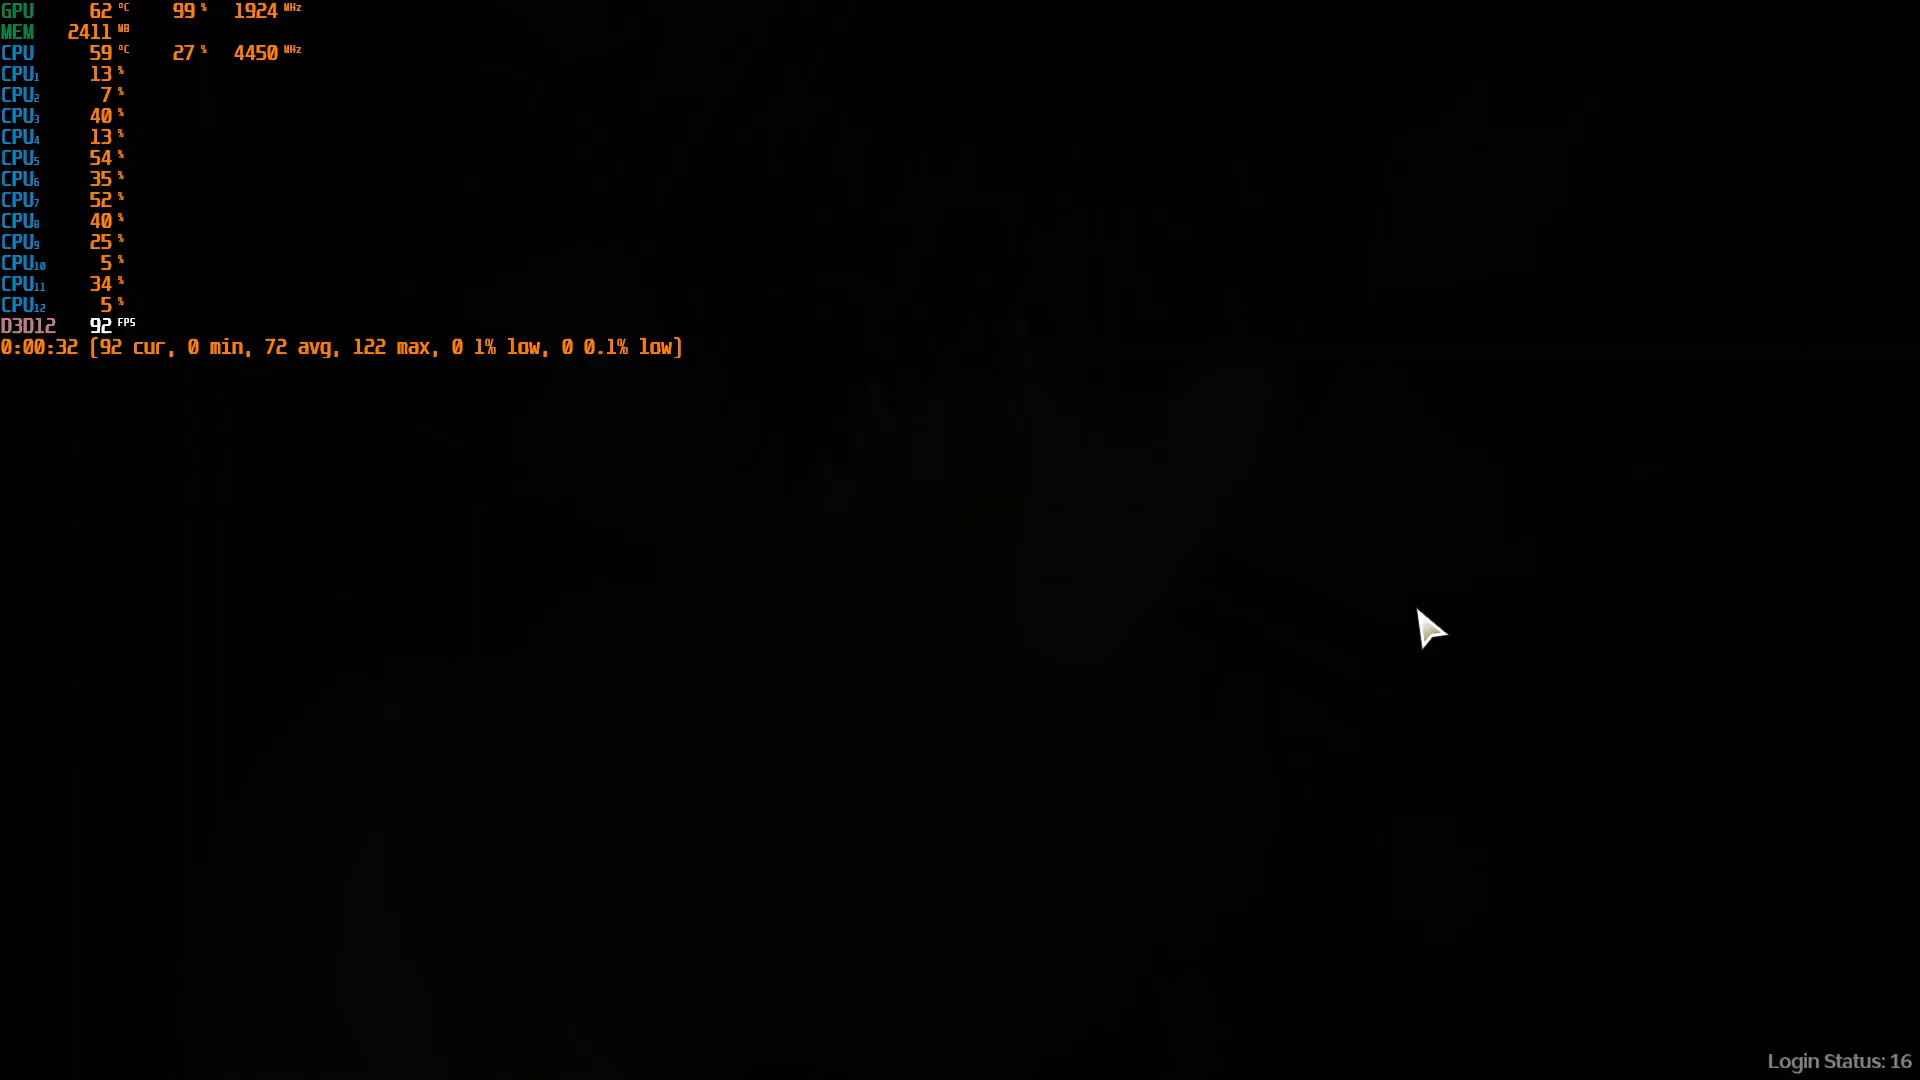 GPU 62 °C 99 % 1924 MHz
MEM 2411 MB
CPU 59 °C 27 % 4450 MHz
CPU1 13 %
CPU2 7 %
CPU3 40 %
CPU4 13 %
CPU5 54 %
CPU6 35 %
CPU7 52 %
CPU8 40 %
CPU9 25 %
CPU10 5 %
CPU11 34 %
CPU12 5 %
D3D12 92 FPS
0:00:32 [92 cur, 0 min, 72 avg, 122 max, 0 1% low, 0 0.1% low]
Login Status: 16